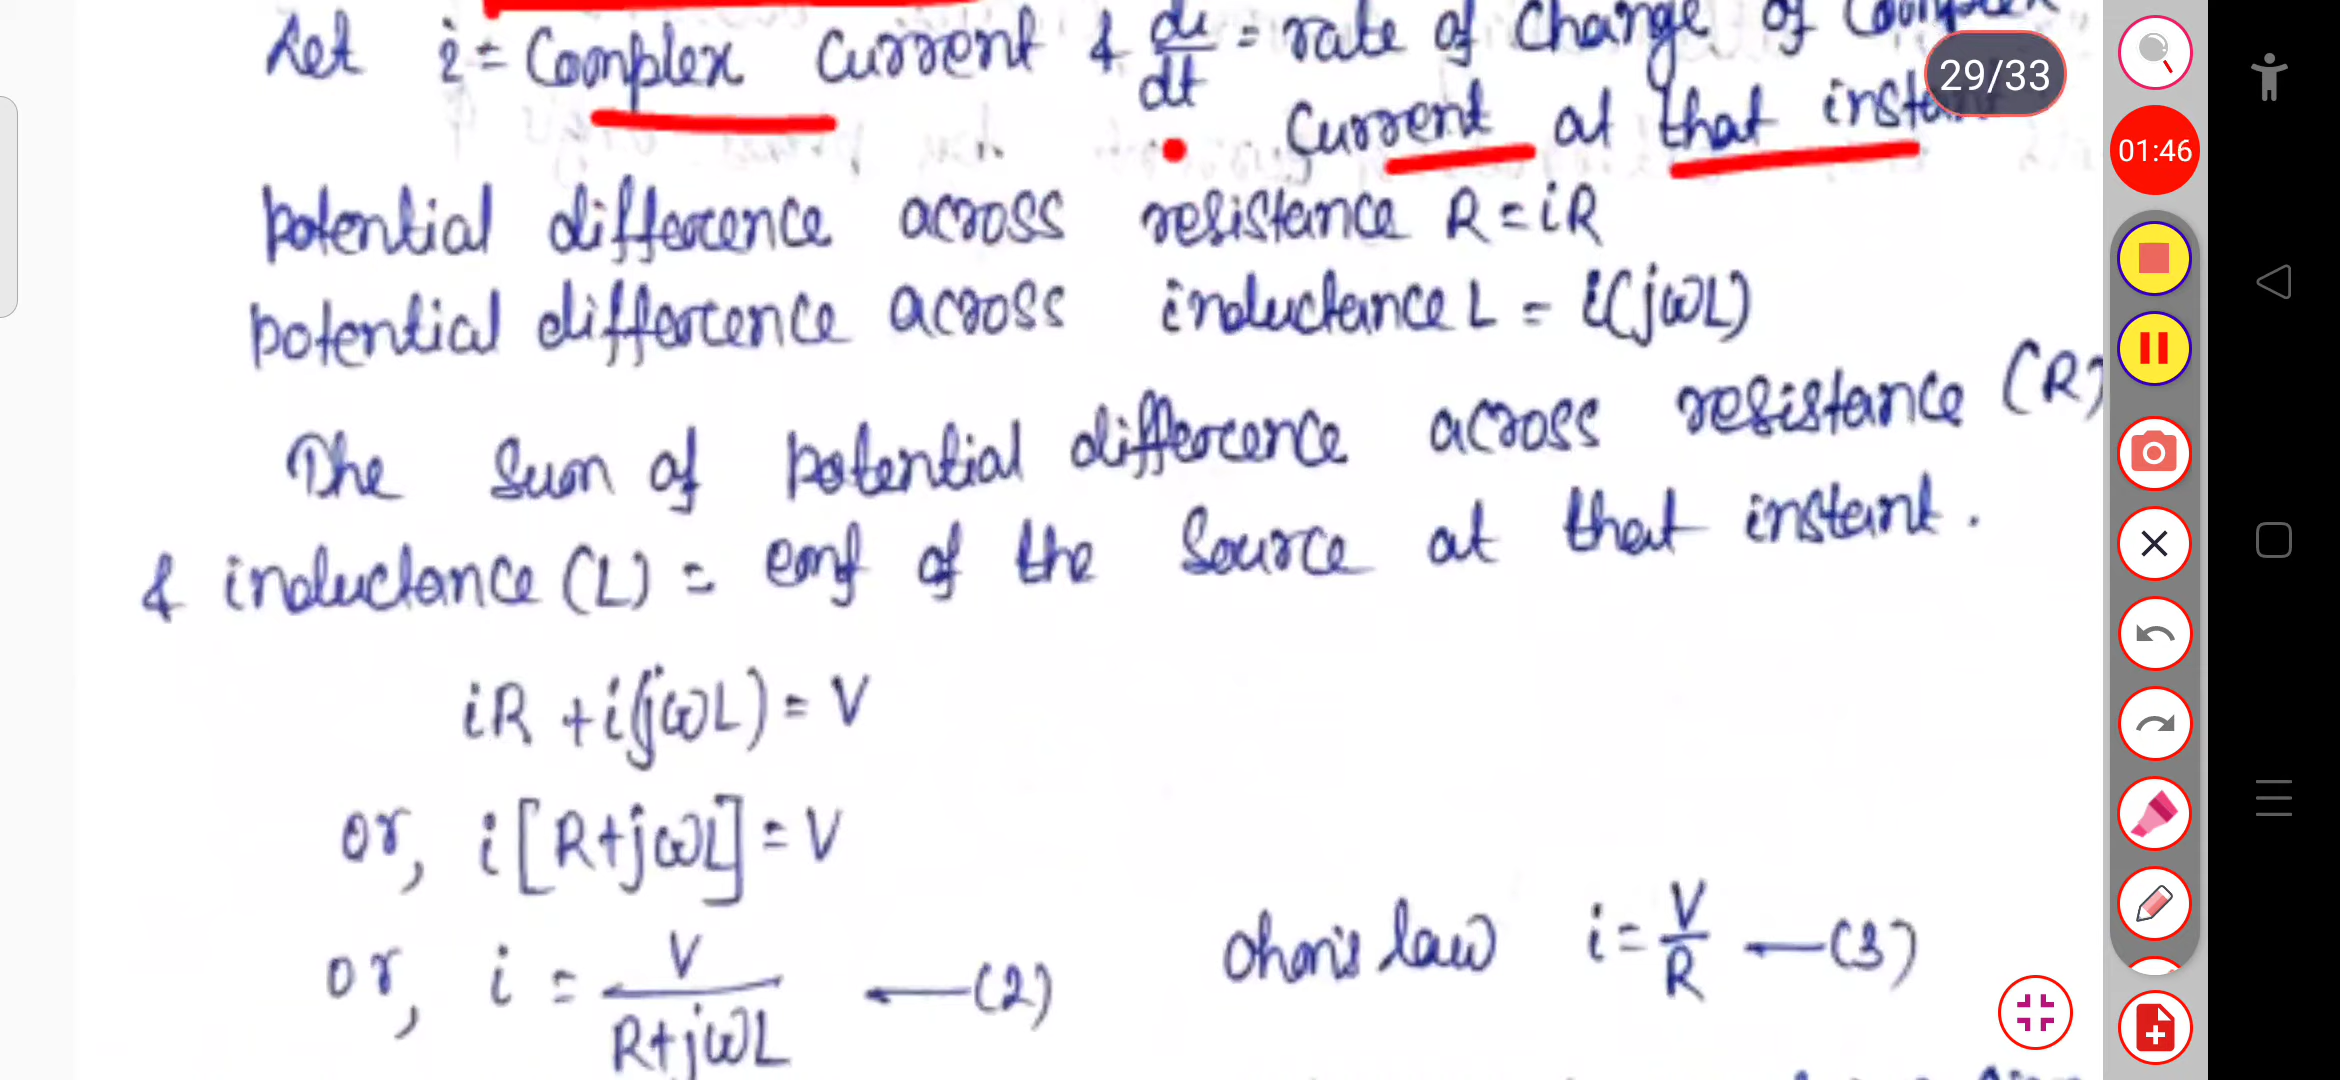 Let i = Complex Current & di/dt = rate of Change of Complex
Current at that instant
29/33
01:46
potential difference across resistance R = iR
potential difference across inductance L = i(jωL)
The Sum of potential difference across resistance (R)
& inductance (L) = emf of the Source at that instant.
iR + i(jωL) = V
or, i[R+jωL] = V
or, i = V/R+jωL —(2)
ohm's law i = V/R —(3)